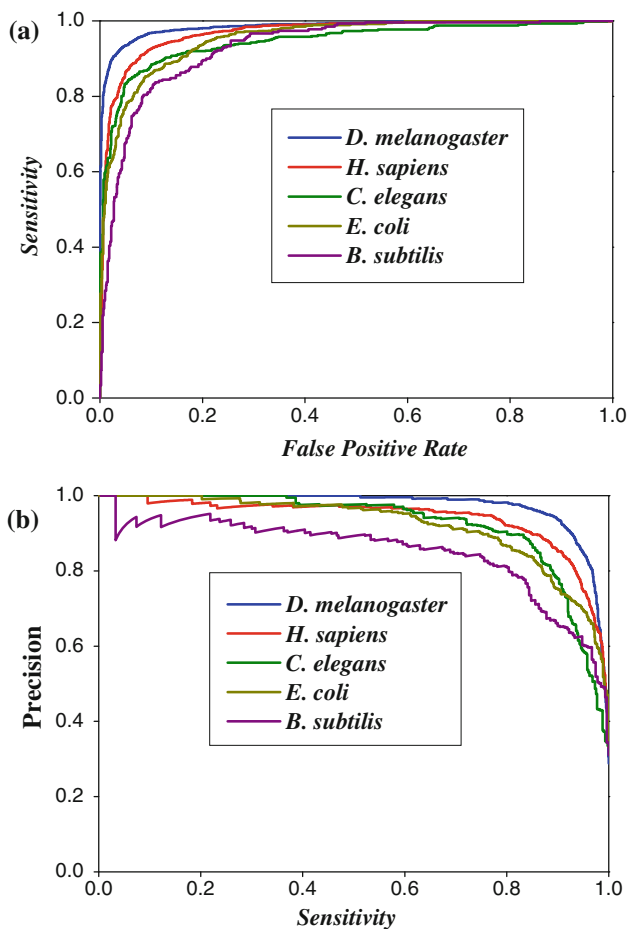 (a)
1.0
0.8
0.6
0.4
0.2
0.0
Sensitivity
D. melanogaster
H. sapiens
C. elegans
E. coli
B. subtilis
0.0 0.2 0.4 0.6 0.8 1.0
False Positive Rate
(b)
1.0
0.8
0.6
0.4
0.2
0.0
Precision
D. melanogaster
H. sapiens
C. elegans
E. coli
B. subtilis
0.0 0.2 0.4 0.6 0.8 1.0
Sensitivity